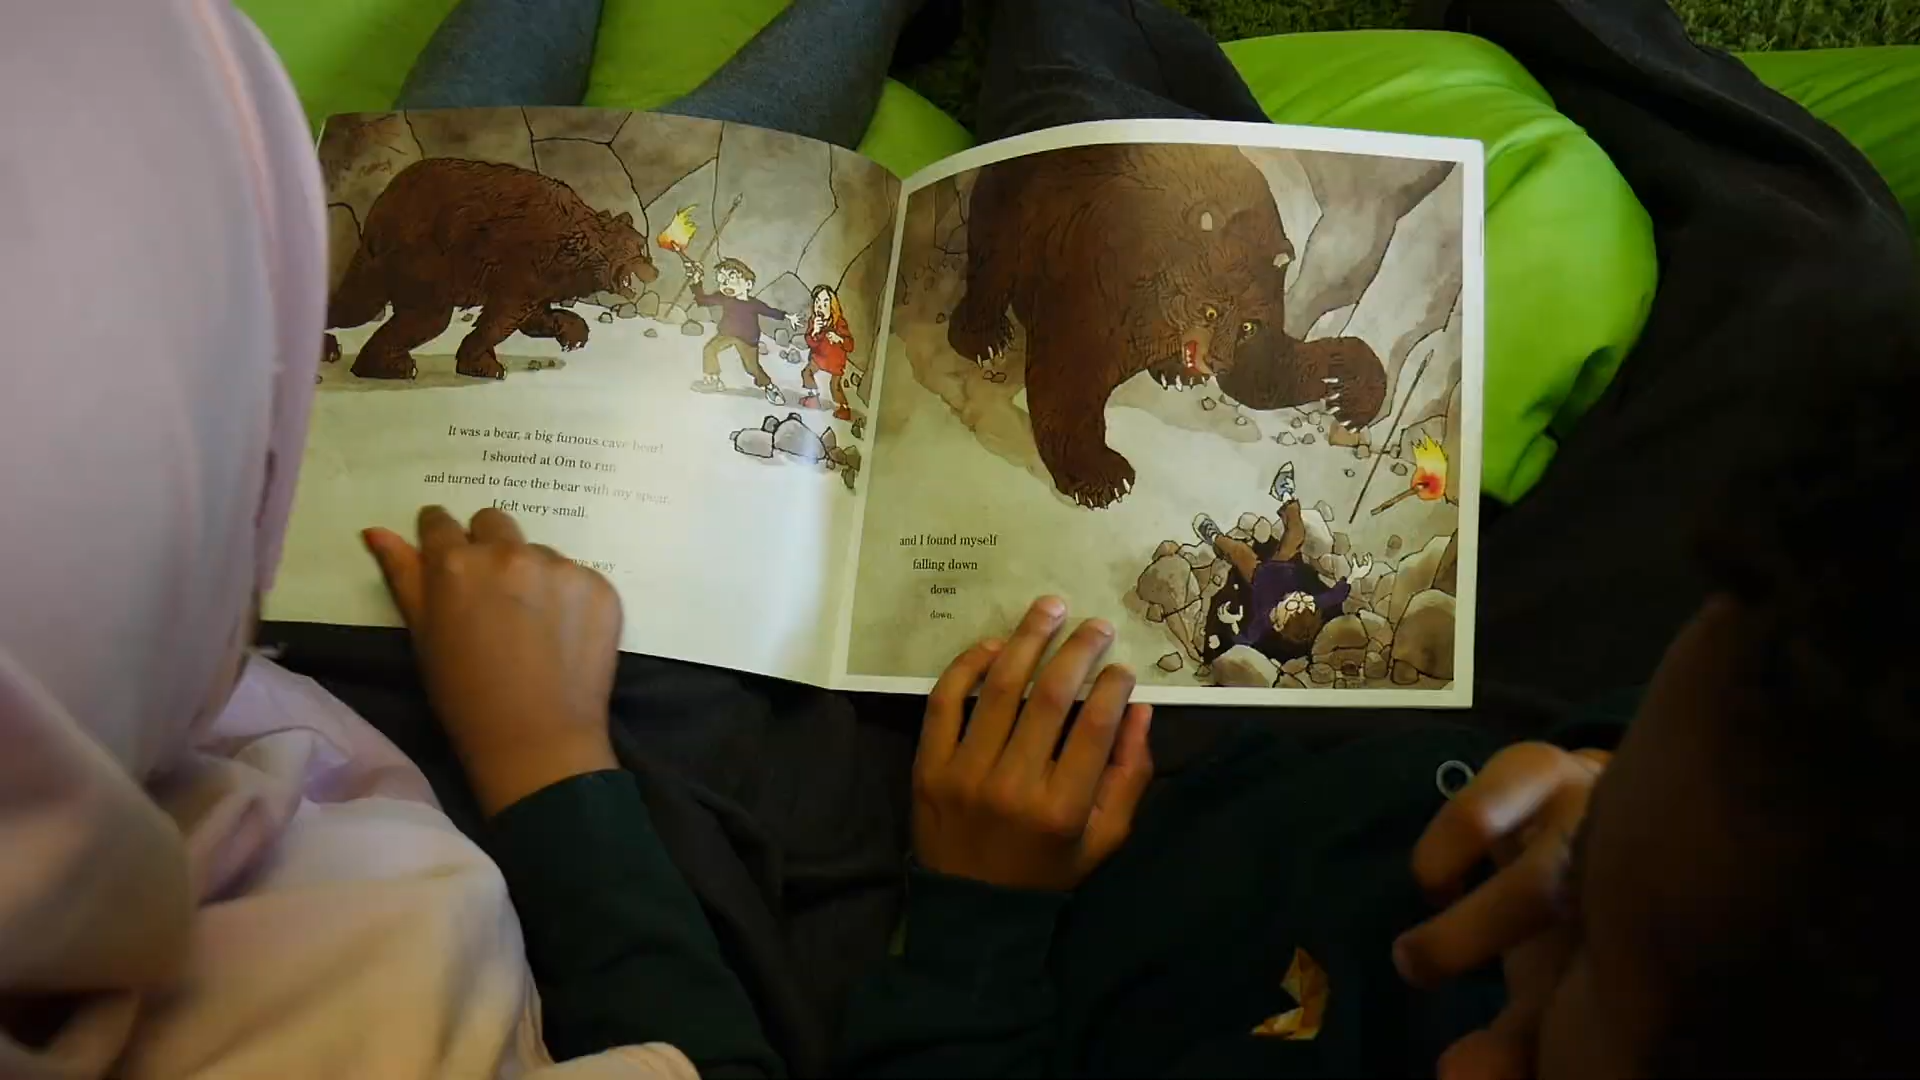 It was a bear, a big furious cave bear!
I shouted at Om to run
and turned to face the bear with my spear.
I felt very small.
way
and I found myself
falling down
down
down.